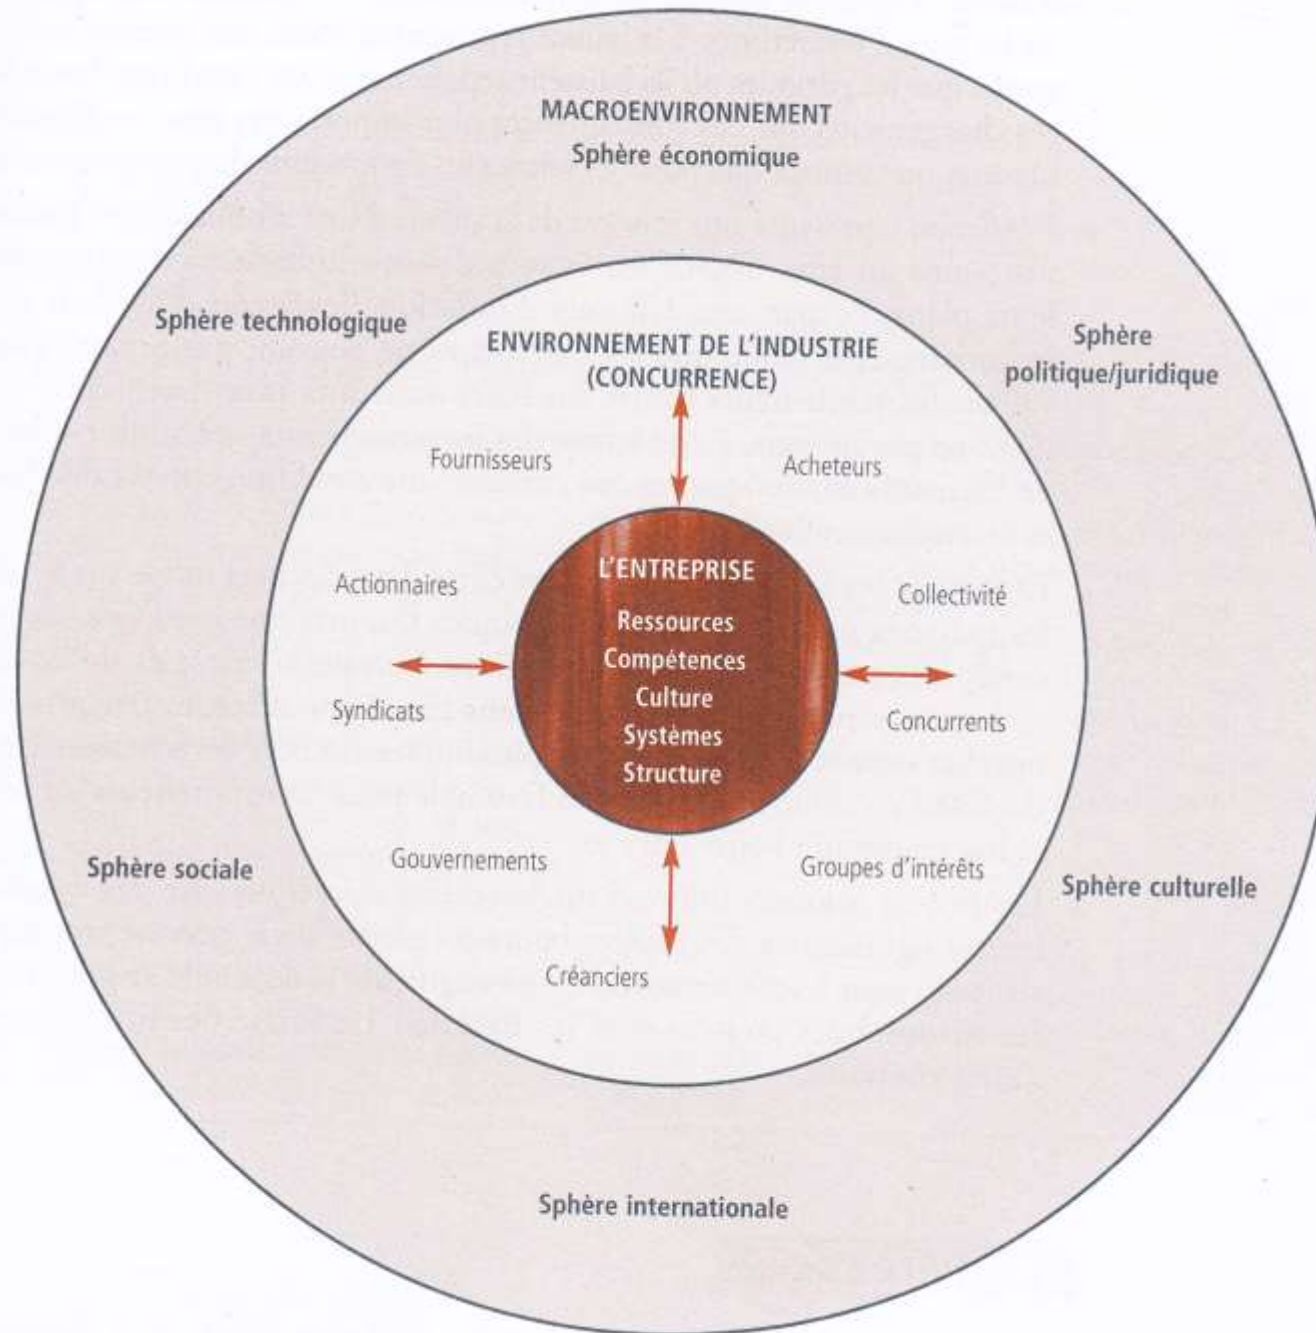 MACROENVIRONNEMENT
Sphère économique
Sphère technologique
Sphère
politique/juridique
ENVIRONNEMENT DE L'INDUSTRIE
(CONCURRENCE)
Fournisseurs
Acheteurs
Actionnaires
Collectivité
L'ENTREPRISE
Ressources
Compétences
Culture
Systèmes
Structure
Syndicats
Concurrents
Gouvernements
Groupes d'intérêts
Sphère sociale
Sphère culturelle
Créanciers
Sphère internationale